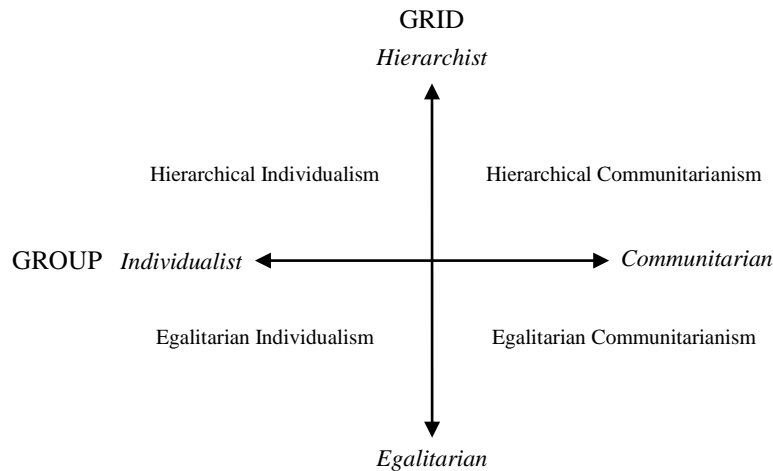 GRID
Hierarchist
Hierarchical Individualism
Hierarchical Communitarianism
GROUP Individualist
Communitarian
Egalitarian Individualism
Egalitarian Communitarianism
Egalitarian